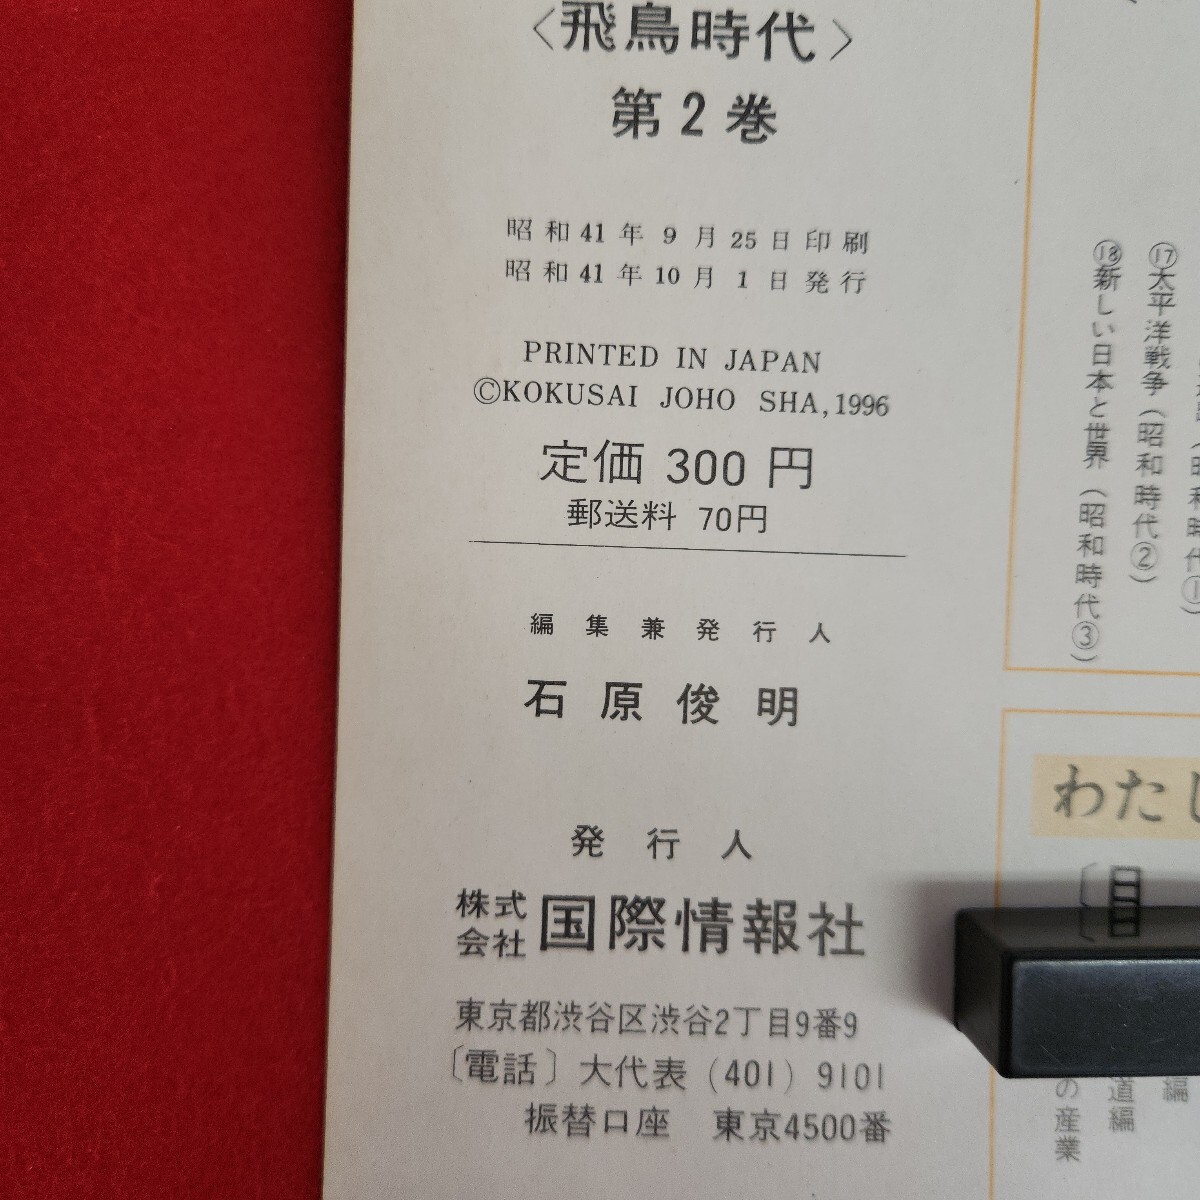 〈飛鳥時代〉
第2巻
昭和41年9月25日印刷
昭和41年10月1日発行
PRINTED IN JAPAN
©KOKUSAI JOHO SHA,1996
定価 300 円
郵送料 70円
編集兼発行人
石原俊明
発行人
株式会社 国際情報社
東京都渋谷区渋谷2丁目9番9
〔電話〕大代表(401)9101
振替口座 東京4500番
⑰太平洋戦争(昭和時代②)
⑱新しい日本と世界(昭和時代③)
わたし
編
道編
の産業